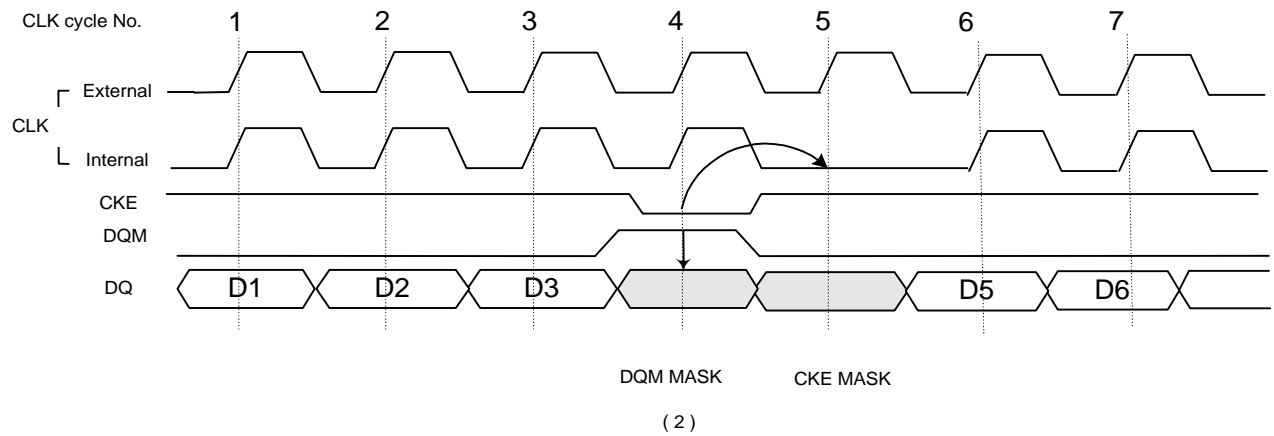 CLK cycle No. 1 2 3 4 5 6 7
External
CLK
Internal
CKE
DQM
DQ D1 D2 D3 D5 D6
DQM MASK CKE MASK
( 2 )